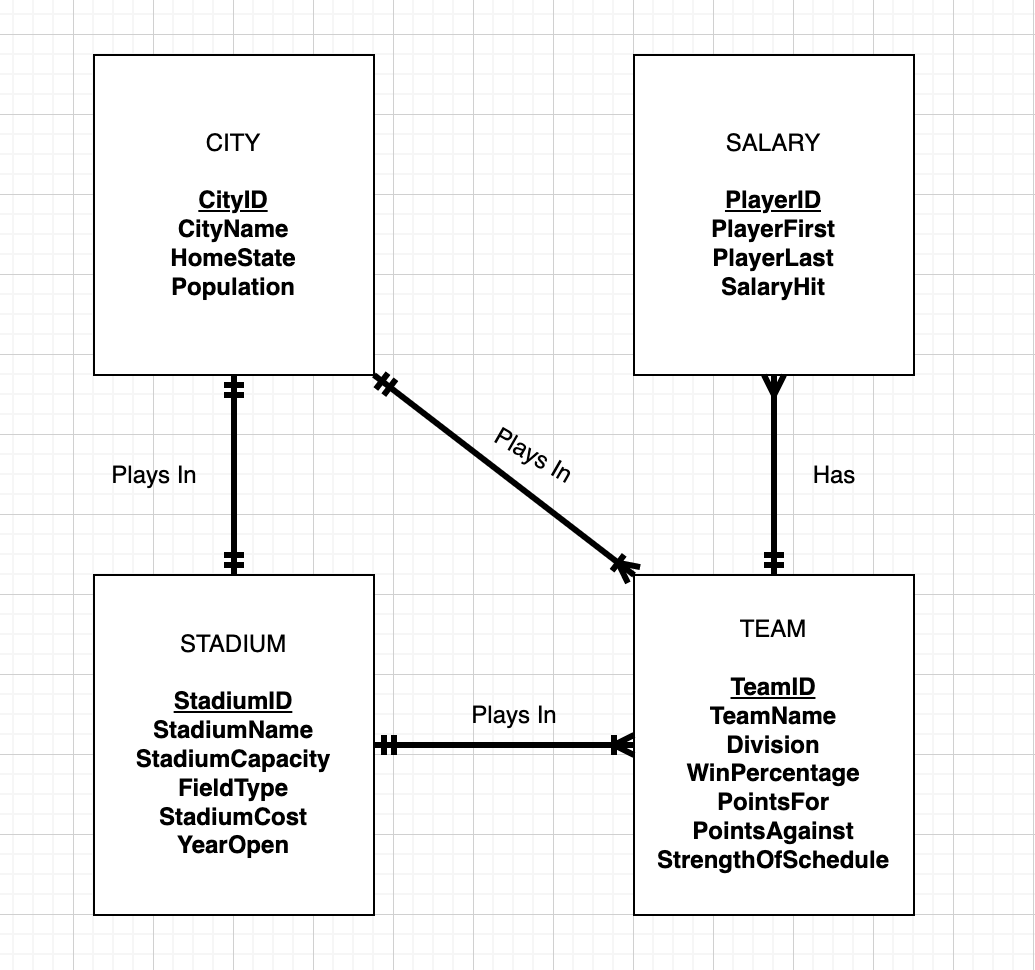 CITY
CityID
CityName
HomeState
Population
SALARY
PlayerID
PlayerFirst
PlayerLast
SalaryHit
Plays In
Plays In
Has
STADIUM
StadiumID
StadiumName
StadiumCapacity
FieldType
StadiumCost
YearOpen
Plays In
TEAM
TeamID
TeamName
Division
WinPercentage
PointsFor
PointsAgainst
StrengthOfSchedule